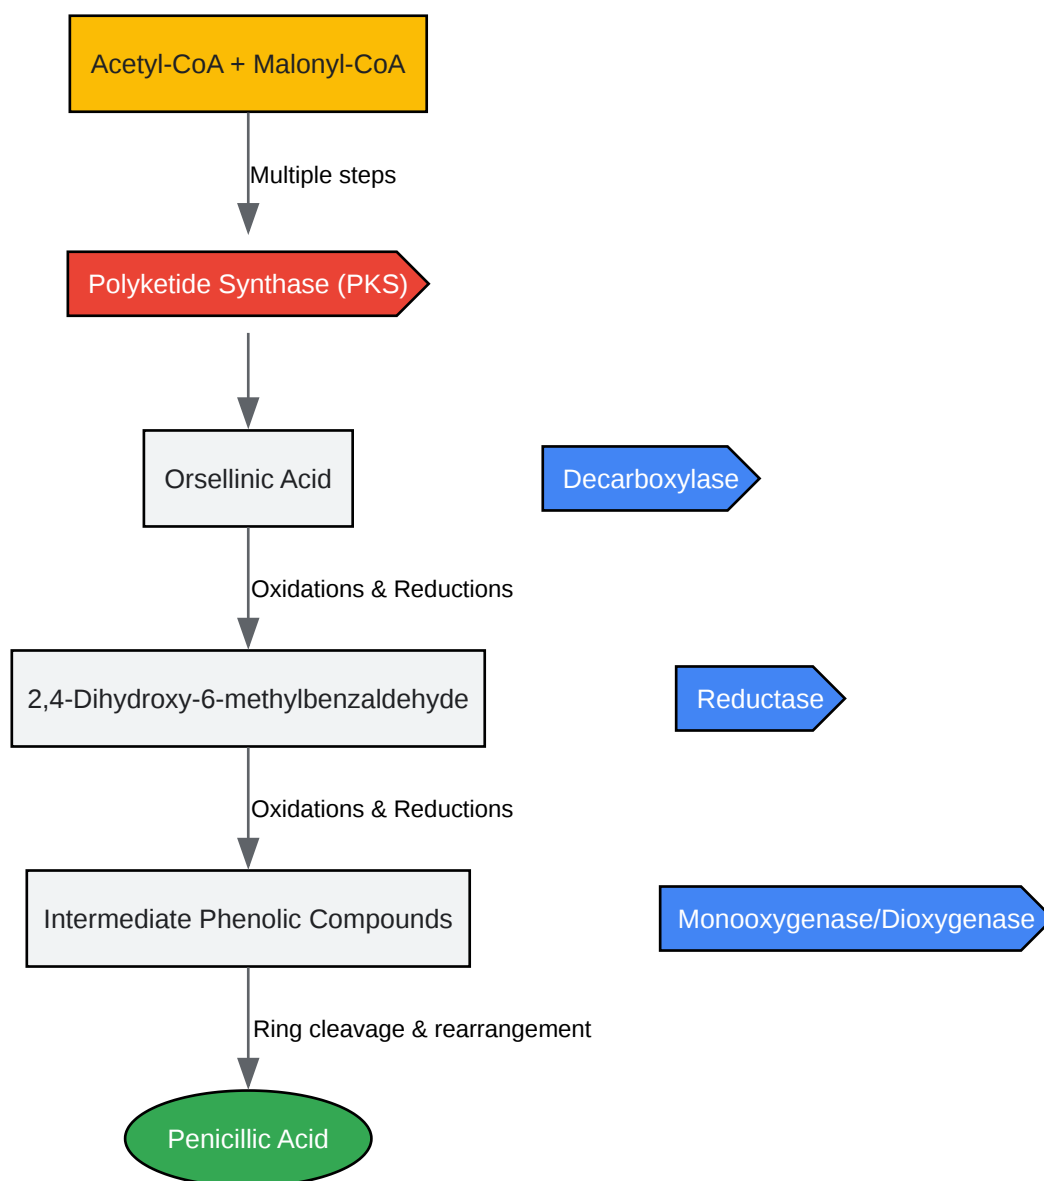 Acetyl-CoA + Malonyl-CoA
Multiple steps
Polyketide Synthase (PKS)
Orsellinic Acid
Decarboxylase
Oxidations & Reductions
2,4-Dihydroxy-6-methylbenzaldehyde
Reductase
Oxidations & Reductions
Intermediate Phenolic Compounds
Monooxygenase/Dioxygenase
Ring cleavage & rearrangement
Penicillic Acid